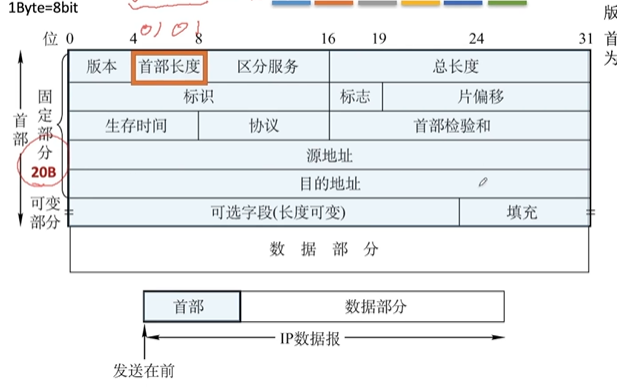 1Byte=8bit
版
0101
位 0 4 8 16 19 24 31
首
为
版本 首部长度 区分服务 总长度
标识 标志 片偏移
生存时间 协议 首部检验和
源地址
目的地址
可选字段(长度可变) 填充
首部
固定部分
20B
可变部分
数据部分
首部 数据部分
IP数据报
发送在前